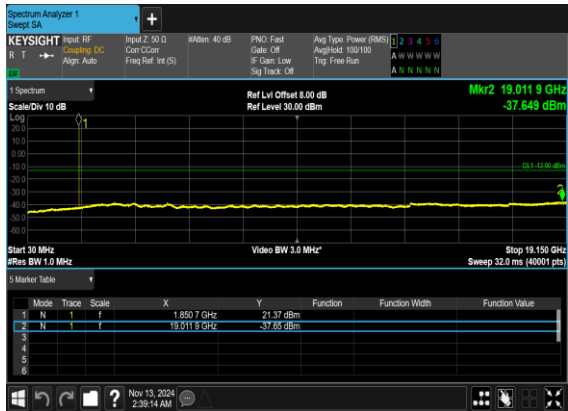 Spectrum Analyzer 1
Swept SA
KEYSIGHT Input: RF Input Z: 50 Ω #Atten: 40 dB PNO: Fast Avg Type: Power (RMS) 1 2 3 4 5 6
R T Coupling: DC Corr CCorr Gate: Off Avg|Hold: 100/100 A W W W W W
Align: Auto Freq Ref: Int (S) IF Gain: Low Trig: Free Run
Sig Track: Off A N N N N N
1 Spectrum Ref Lvl Offset 8.00 dB Mkr2 19.011 9 GHz
Scale/Div 10 dB Ref Level 30.00 dBm -37.649 dBm
Log
20.0
10.0
0.00
-10.0
-20.0
-30.0
-40.0
-50.0
-60.0
1
DL1 -13.00 dBm
2
Start 30 MHz Video BW 3.0 MHz* Stop 19.150 GHz
#Res BW 1.0 MHz Sweep 32.0 ms (40001 pts)
5 Marker Table
Mode Trace Scale X Y Function Function Width Function Value
1 N 1 f 1.850 7 GHz 21.37 dBm
2 N 1 f 19.011 9 GHz -37.65 dBm
3
4
5
6
? Nov 13, 2024
2:39:14 AM